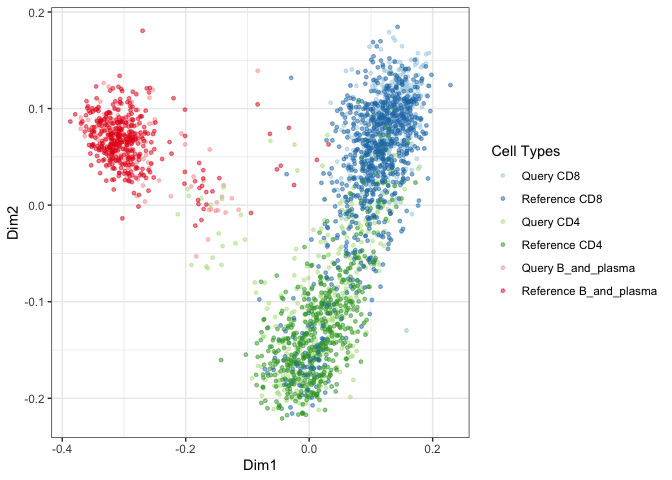 0.2
0.1
0.0
-0.1
-0.2
Dim2
-0.4
-0.2
0.0
0.2
Dim1
Cell Types
Query CD8
Reference CD8
Query CD4
Reference CD4
Query B_and_plasma
Reference B_and_plasma